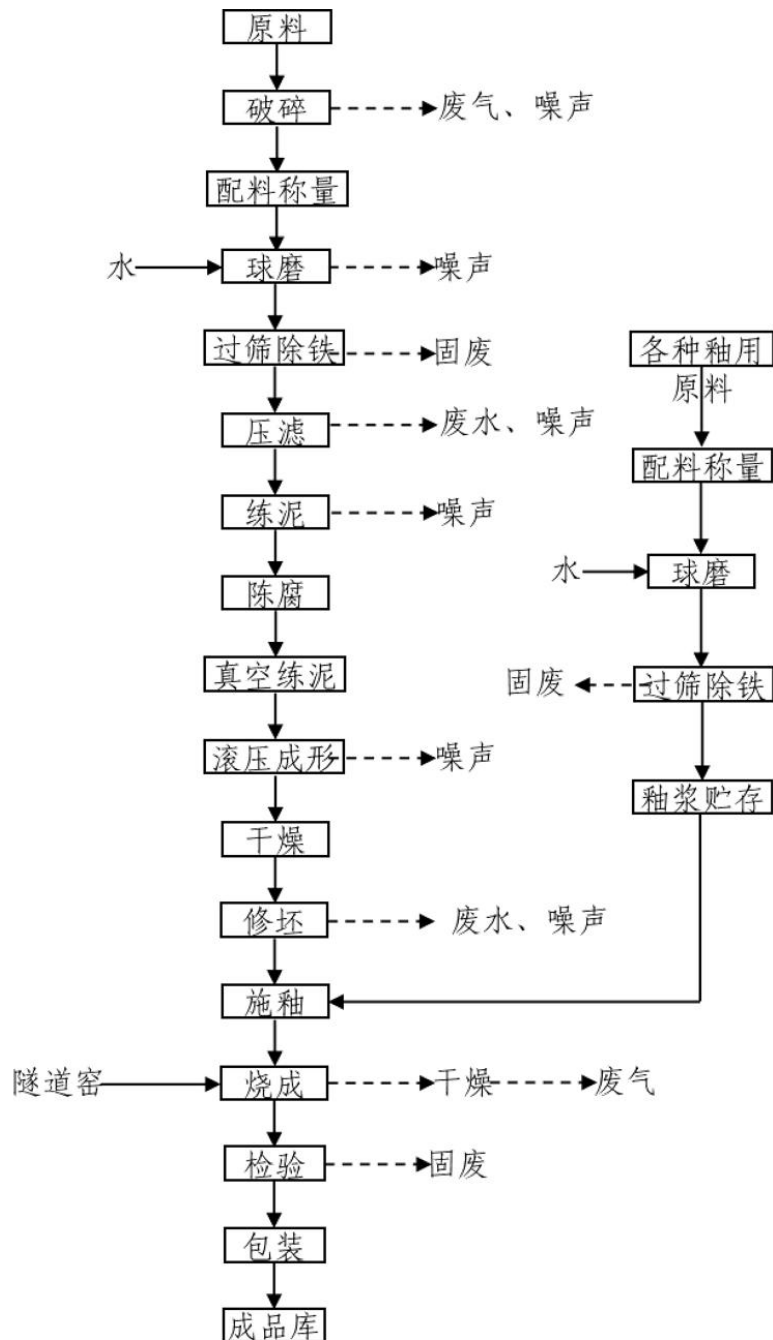 原料
破碎
废气、噪声
配料称量
水
球磨
噪声
过筛除铁
固废
各种釉用
原料
压滤
废水、噪声
配料称量
练泥
噪声
水
球磨
陈腐
真空练泥
固废
过筛除铁
滚压成形
噪声
釉浆贮存
干燥
修坯
废水、噪声
施釉
隧道窑
烧成
干燥
废气
检验
固废
包装
成品库